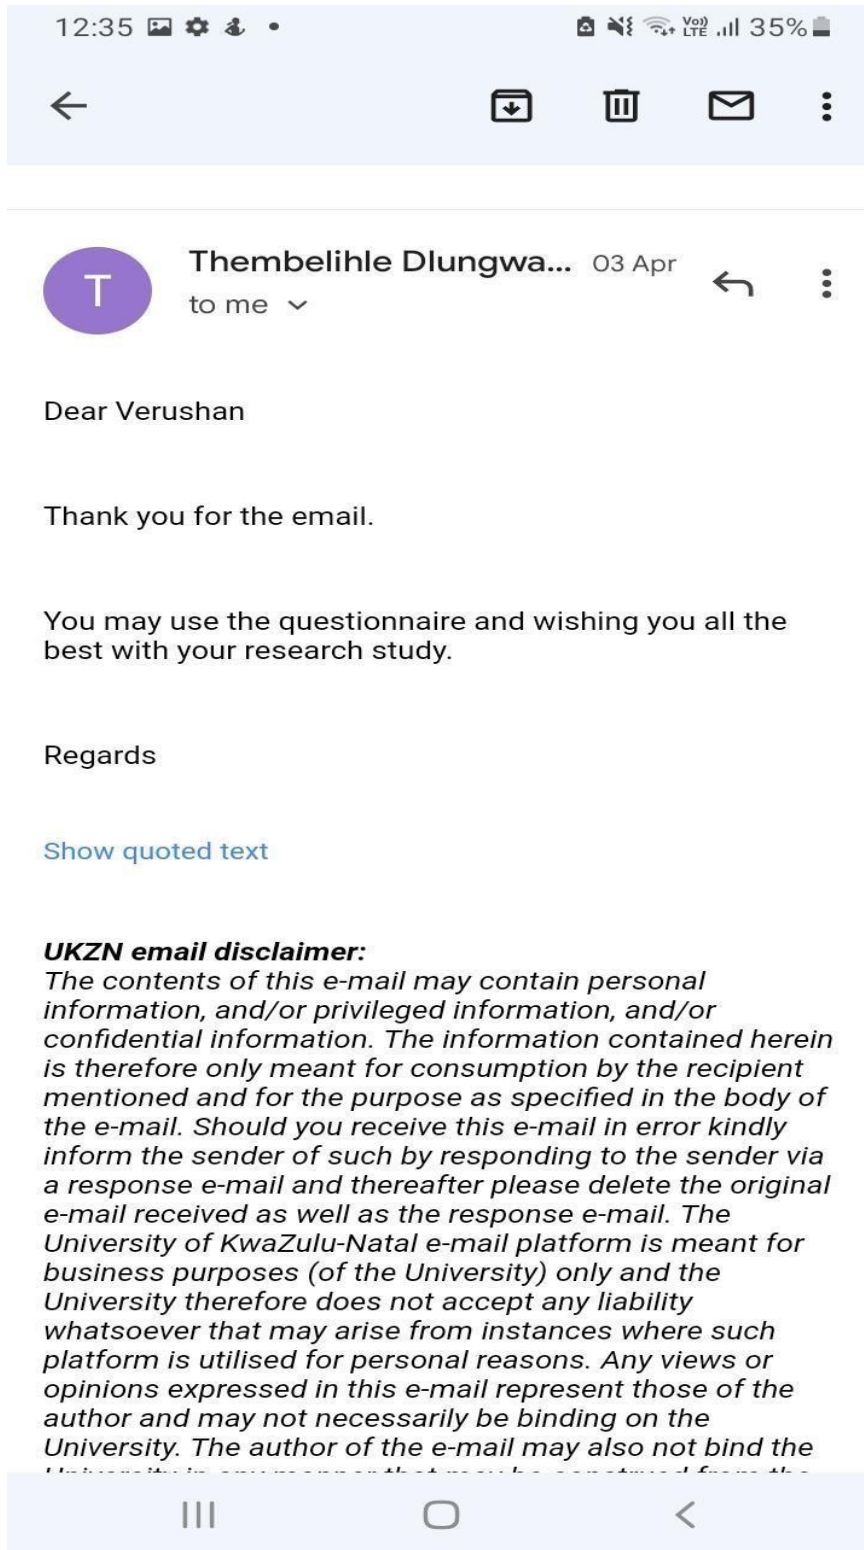 12:35
VoLTE 35%
Thembelihle Dlungwa... 03 Apr
T
to me
Dear Verushan
Thank you for the email.
You may use the questionnaire and wishing you all the
best with your research study.
Regards
Show quoted text
UKZN email disclaimer:
The contents of this e-mail may contain personal
information, and/or privileged information, and/or
confidential information. The information contained herein
is therefore only meant for consumption by the recipient
mentioned and for the purpose as specified in the body of
the e-mail. Should you receive this e-mail in error kindly
inform the sender of such by responding to the sender via
a response e-mail and thereafter please delete the original
e-mail received as well as the response e-mail. The
University of KwaZulu-Natal e-mail platform is meant for
business purposes (of the University) only and the
University therefore does not accept any liability
whatsoever that may arise from instances where such
platform is utilised for personal reasons. Any views or
opinions expressed in this e-mail represent those of the
author and may not necessarily be binding on the
University. The author of the e-mail may also not bind the